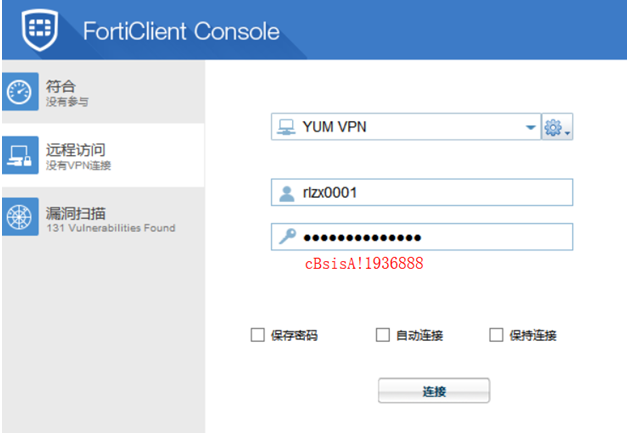 FortiClient Console
符合
没有参与
远程访问
没有VPN连接
漏洞扫描
131 Vulnerabilities Found
YUM VPN
rlzx0001
●●●●●●●●●●●●●●
cBsisA!1936888
保存密码
自动连接
保持连接
连接